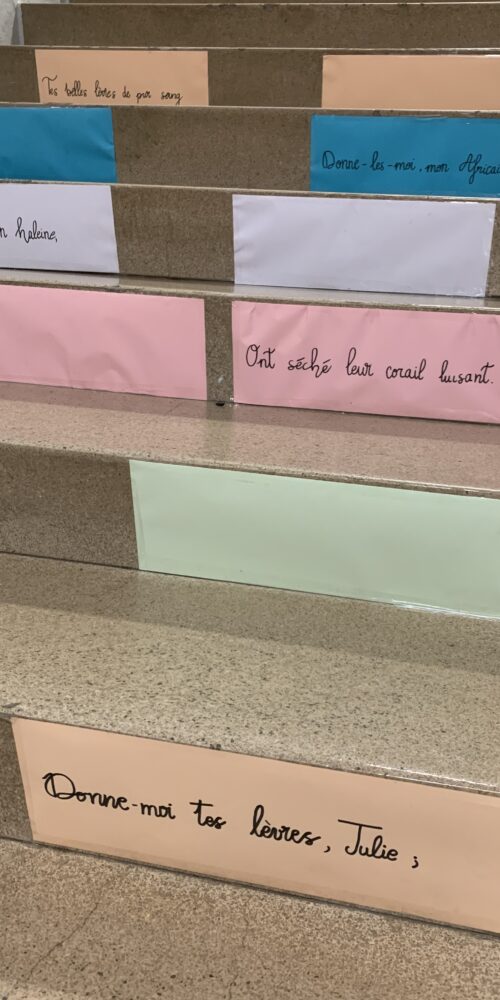 Tes belles lèvres de pur sang
Donne-les-moi, mon Africai
n haleine,
Ont séché leur corail luisant.
Donne-moi tes lèvres, Julie ;